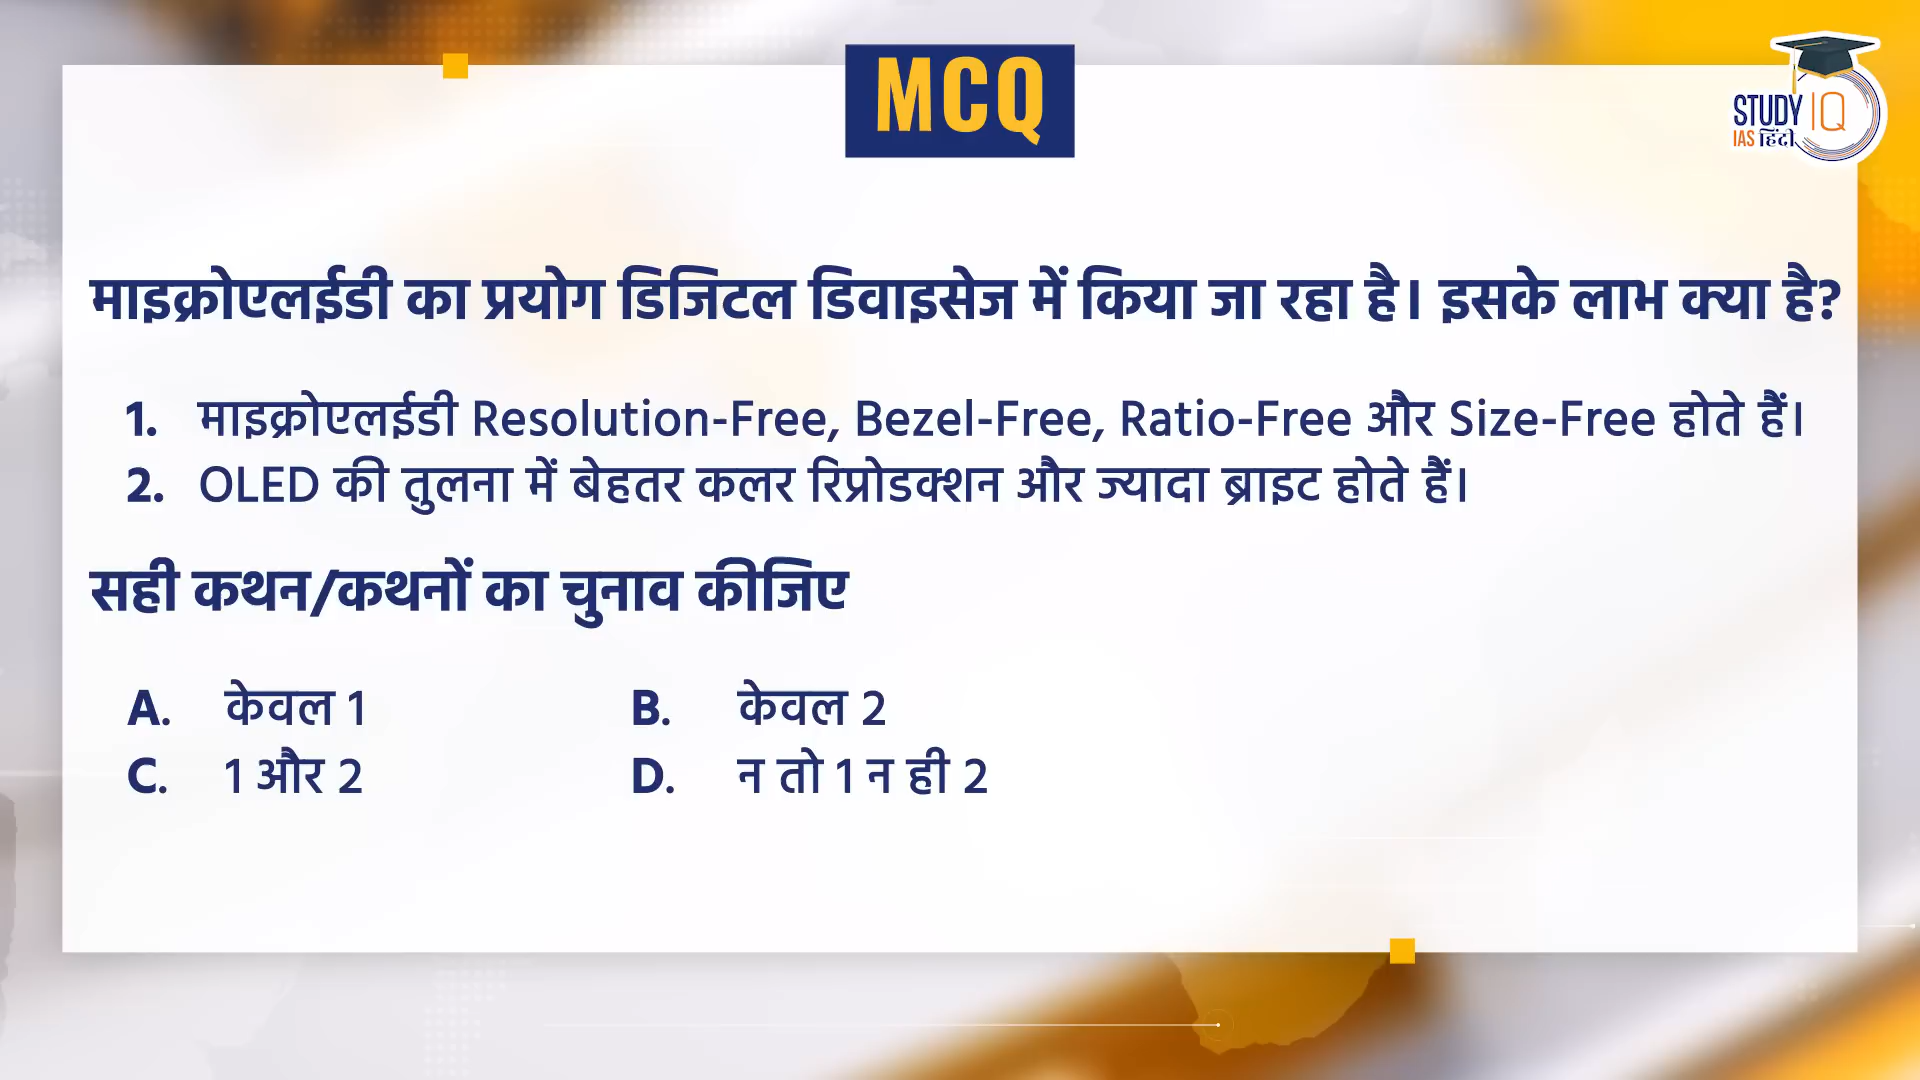 MCQ
STUDY IQ
IAS हिंदी
माइक्रोएलईडी का प्रयोग डिजिटल डिवाइसेज में किया जा रहा है। इसके लाभ क्या है?
1. माइक्रोएलईडी Resolution-Free, Bezel-Free, Ratio-Free और Size-Free होते हैं।
2. OLED की तुलना में बेहतर कलर रिप्रोडक्शन और ज्यादा ब्राइट होते हैं।
सही कथन/कथनों का चुनाव कीजिए
A. केवल 1 B. केवल 2
C. 1 और 2 D. न तो 1 न ही 2